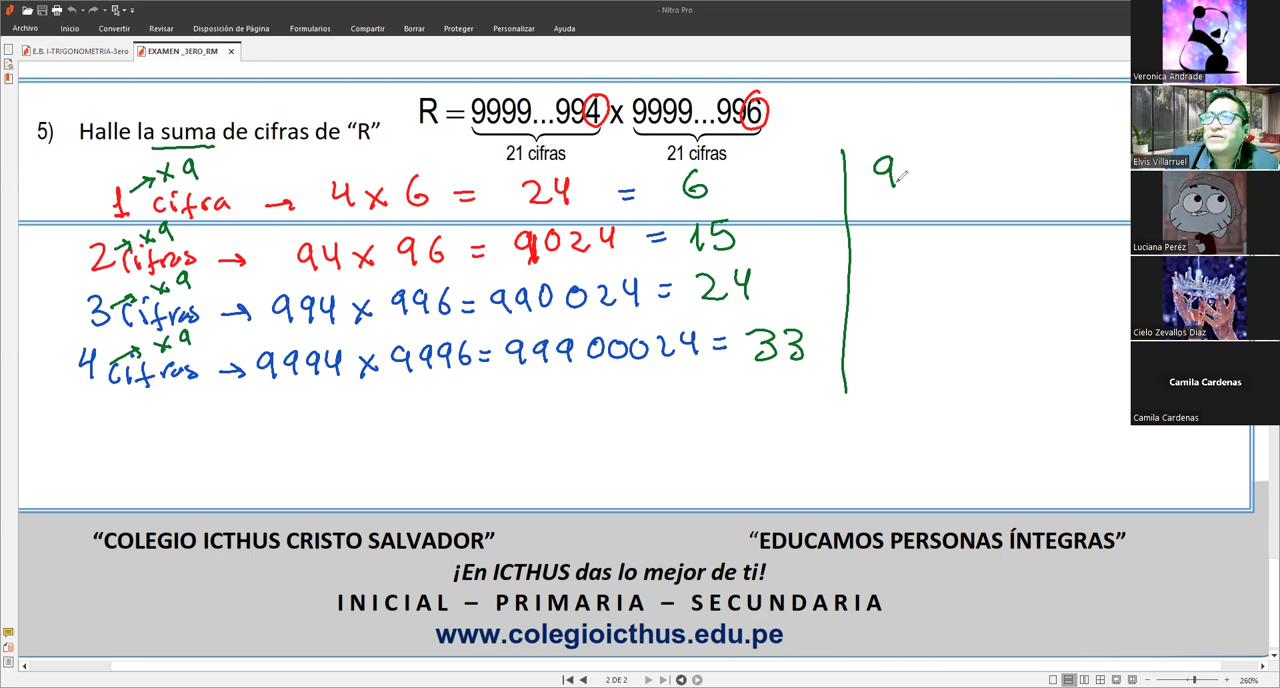 - Nitro Pro
Archivo Inicio Convertir Revisar Disposición de Página Formularios Compartir Borrar Proteger Personalizar Ayuda
E.B. I-TRIGONOMETRIA-3ero EXAMEN _3ERO_RM
5) Halle la suma de cifras de “R” R = 9999...994 x 9999...996
21 cifras 21 cifras
x 9
1 cifra → 4 x 6 = 24 = 6
x 9
2 cifras → 94 x 96 = 9024 = 15
x 9
3 cifras → 994 x 996 = 990024 = 24
x 9
4 cifras → 9994 x 9996 = 99900024 = 33
9
“COLEGIO ICTHUS CRISTO SALVADOR” “EDUCAMOS PERSONAS ÍNTEGRAS”
¡En ICTHUS das lo mejor de ti!
INICIAL – PRIMARIA – SECUNDARIA
www.colegioicthus.edu.pe
Veronica Andrade
Elvis Villarruel
Luciana Peréz
Cielo Zevallos Diaz
Camila Cardenas
Camila Cardenas
2 DE 2
260%